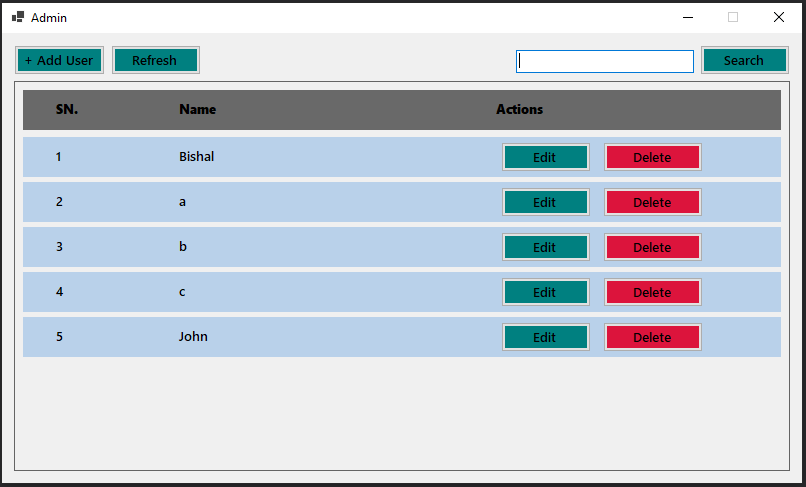 Admin
+ Add User Refresh Search
SN. Name Actions
1 Bishal Edit Delete
2 a Edit Delete
3 b Edit Delete
4 c Edit Delete
5 John Edit Delete